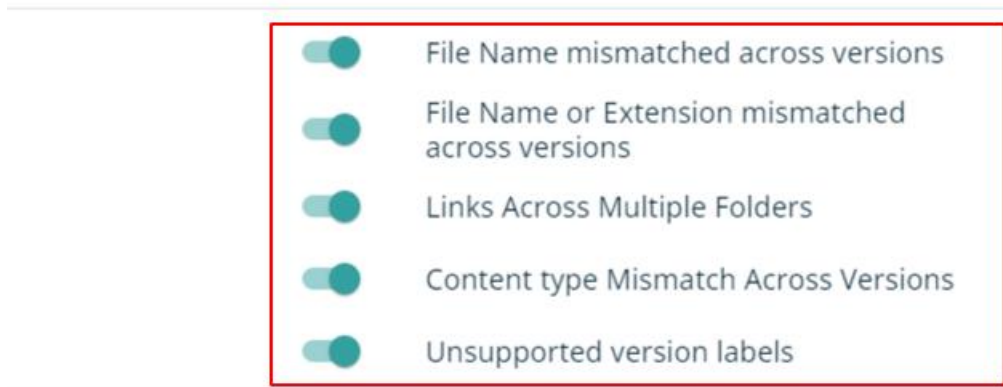 File Name mismatched across versions
File Name or Extension mismatched
across versions
Links Across Multiple Folders
Content type Mismatch Across Versions
Unsupported version labels